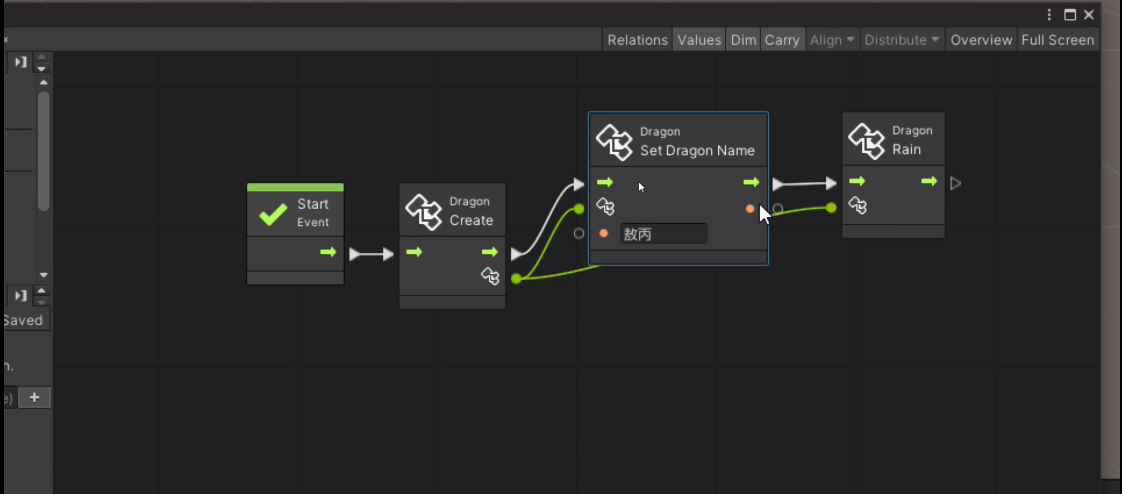 Relations Values Dim Carry Align Distribute Overview Full Screen
Dragon
Set Dragon Name
敖丙
Dragon
Rain
Start
Event
Dragon
Create
Saved
n.
e) +